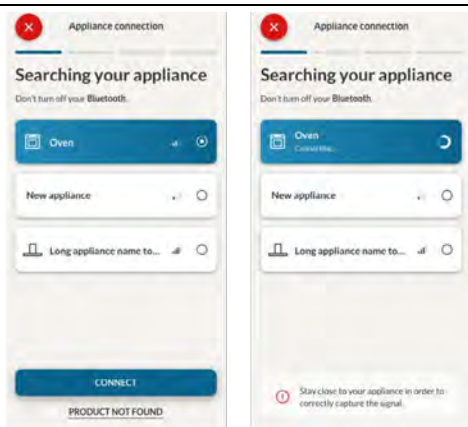 Appliance connection
Searching your appliance
Don't turn off your Bluetooth.
Oven
New appliance
Long appliance name to...
CONNECT
PRODUCT NOT FOUND
Appliance connection
Searching your appliance
Don't turn off your Bluetooth.
Oven
Connecting...
New appliance
Long appliance name to...
Stay close to your appliance in order to
correctly capture the signal.